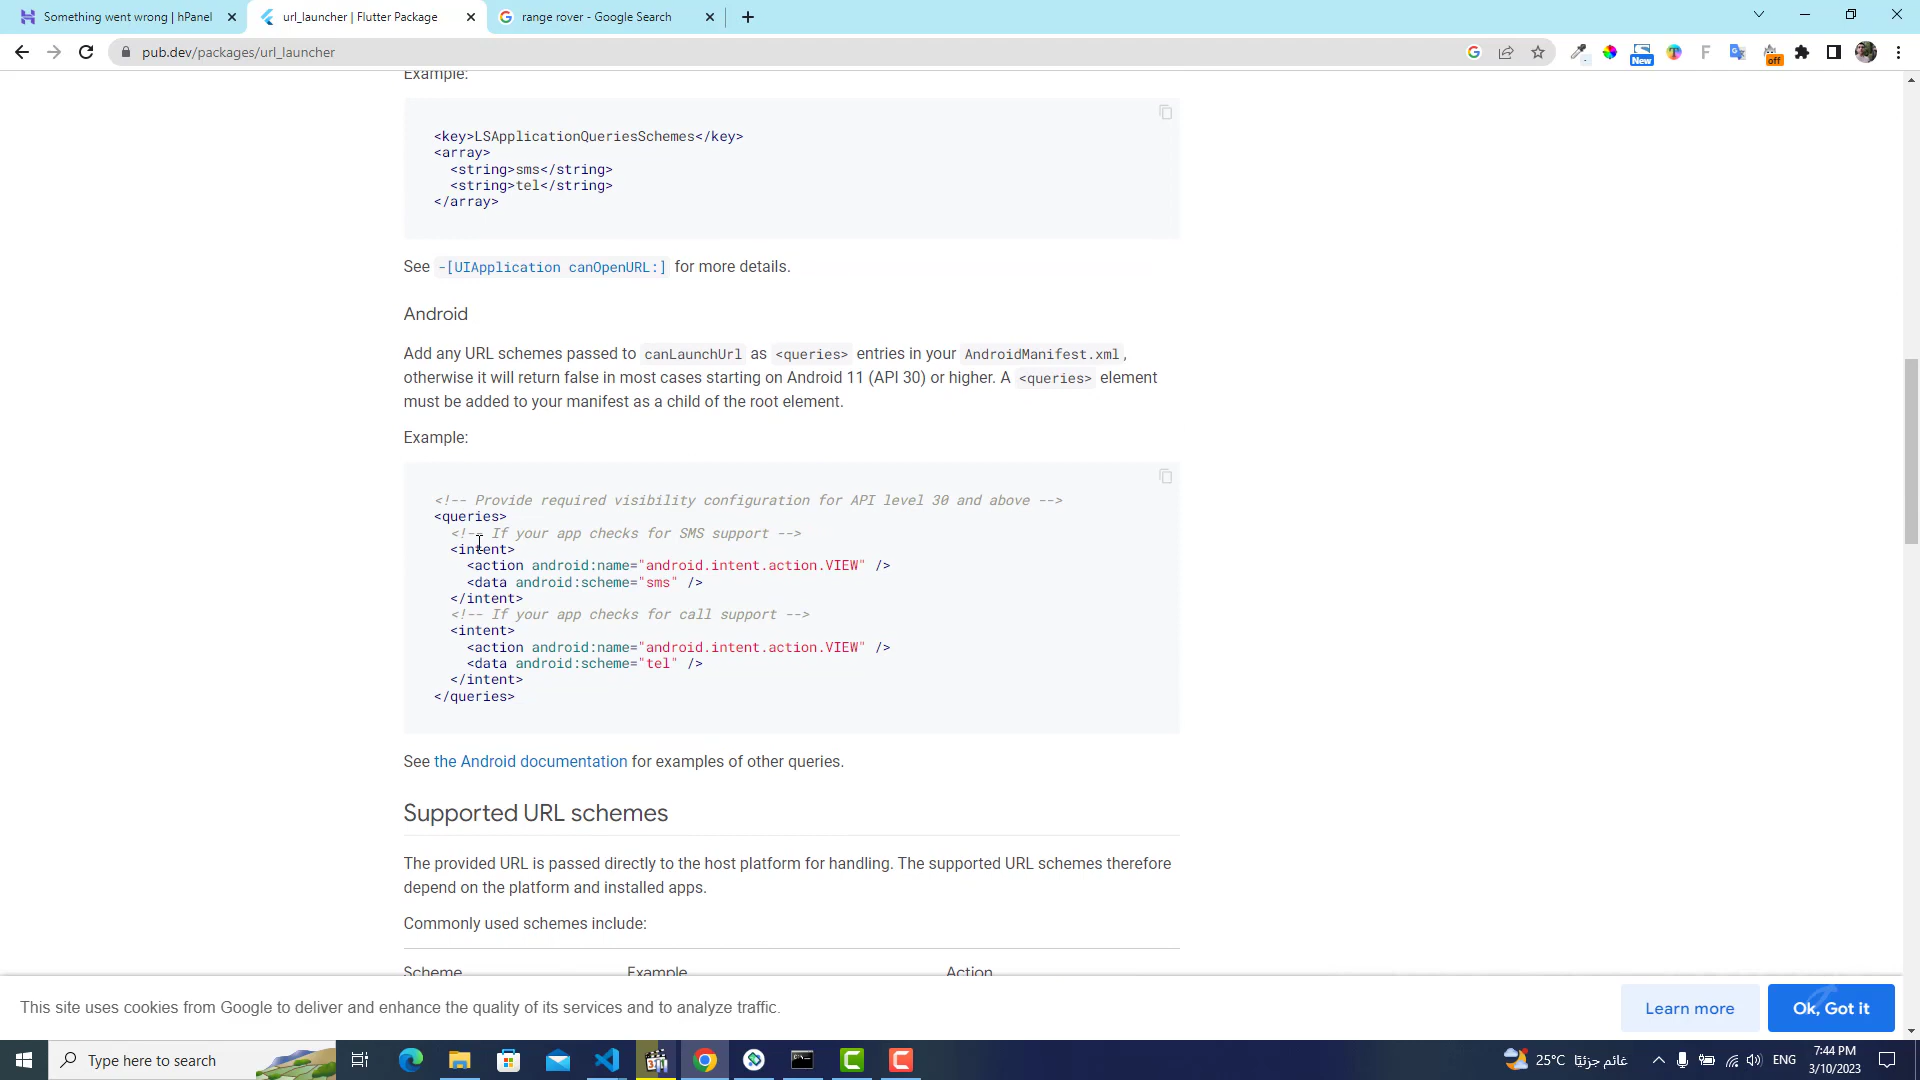 Something went wrong | hPanel
url_launcher | Flutter Package
range rover - Google Search
pub.dev/packages/url_launcher
New
off
Example:
<key>LSApplicationQueriesSchemes</key>
<array>
  <string>sms</string>
  <string>tel</string>
</array>
See -[UIApplication canOpenURL:] for more details.
Android
Add any URL schemes passed to canLaunchUrl as <queries> entries in your AndroidManifest.xml,
otherwise it will return false in most cases starting on Android 11 (API 30) or higher. A <queries> element
must be added to your manifest as a child of the root element.
Example:
<!-- Provide required visibility configuration for API level 30 and above -->
<queries>
  <!-- If your app checks for SMS support -->
  <intent>
    <action android:name="android.intent.action.VIEW" />
    <data android:scheme="sms" />
  </intent>
  <!-- If your app checks for call support -->
  <intent>
    <action android:name="android.intent.action.VIEW" />
    <data android:scheme="tel" />
  </intent>
</queries>
See the Android documentation for examples of other queries.
Supported URL schemes
The provided URL is passed directly to the host platform for handling. The supported URL schemes therefore
depend on the platform and installed apps.
Commonly used schemes include:
Scheme Example Action
This site uses cookies from Google to deliver and enhance the quality of its services and to analyze traffic.
Learn more
Ok, Got it
Type here to search
25°C غائم جزئيًا
ENG
7:44 PM
3/10/2023